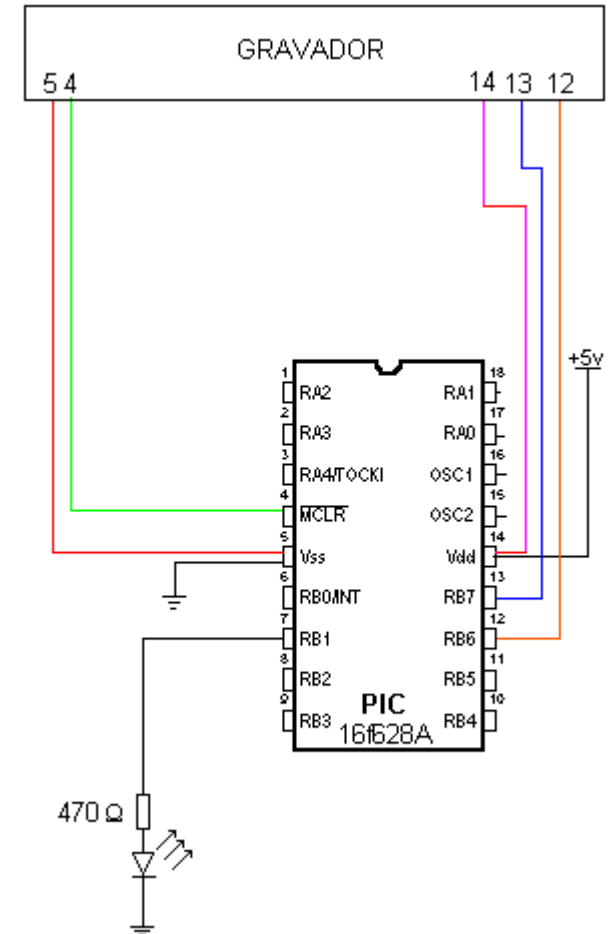 GRAVADOR
5 4 14 13 12
+5v
1 18
RA2 RA1
2 17
RA3 RA0
3 16
RA4/TOCKI OSC1
4 15
MCLR OSC2
5 14
Vss Vdd
6 13
RB0/INT RB7
7 12
RB1 RB6
8 11
RB2 RB5
9 10
RB3 RB4
PIC
16f628A
470 Ω